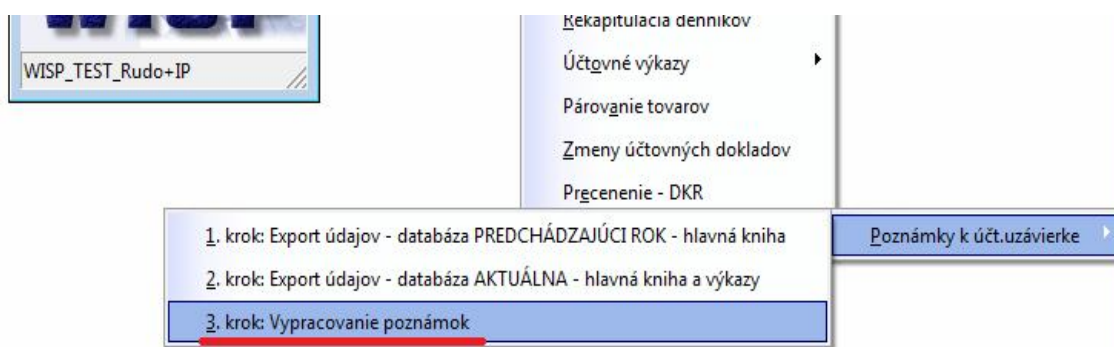 WISP
WISP_TEST_Rudo+IP
Rekapitulácia denníkov
Účtovné výkazy
Párovanie tovarov
Zmeny účtovných dokladov
Precenenie - DKR
Poznámky k účt.uzávierke
1. krok: Export údajov - databáza PREDCHÁDZAJÚCI ROK - hlavná kniha
2. krok: Export údajov - databáza AKTUÁLNA - hlavná kniha a výkazy
3. krok: Vypracovanie poznámok